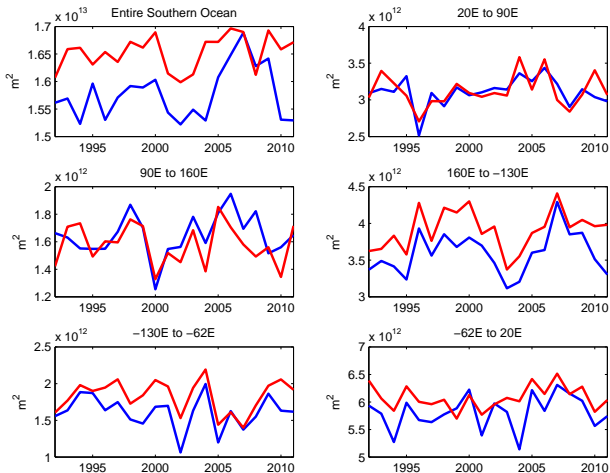 Entire Southern Ocean
x 10^13
1.7
1.65
1.6
1.55
1.5
m^2
1995 2000 2005 2010
20E to 90E
x 10^12
4
3.5
3
2.5
m^2
1995 2000 2005 2010
90E to 160E
x 10^12
2
1.8
1.6
1.4
1.2
m^2
1995 2000 2005 2010
160E to −130E
x 10^12
4.5
4
3.5
3
m^2
1995 2000 2005 2010
−130E to −62E
x 10^12
2.5
2
1.5
1
m^2
1995 2000 2005 2010
−62E to 20E
x 10^12
7
6.5
6
5.5
5
m^2
1995 2000 2005 2010